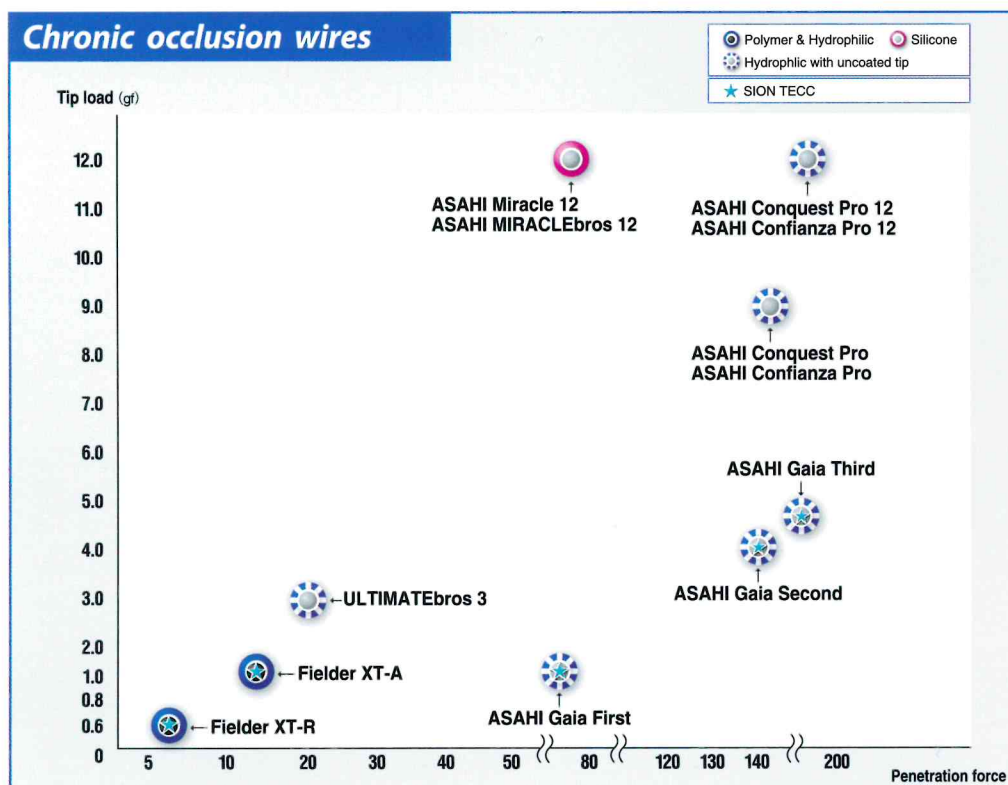 Chronic occlusion wires
Polymer & Hydrophilic
Silicone
Hydrophlic with uncoated tip
SION TECC
Tip load (gf)
12.0
11.0
10.0
9.0
8.0
7.0
6.0
5.0
4.0
3.0
2.0
1.0
0.8
0.6
0
ASAHI Miracle 12
ASAHI MIRACLEbros 12
ASAHI Conquest Pro 12
ASAHI Confianza Pro 12
ASAHI Conquest Pro
ASAHI Confianza Pro
ASAHI Gaia Third
ASAHI Gaia Second
ULTIMATEbros 3
Fielder XT-A
ASAHI Gaia First
Fielder XT-R
5 10 20 30 40 50 80 120 130 140 200
Penetration force